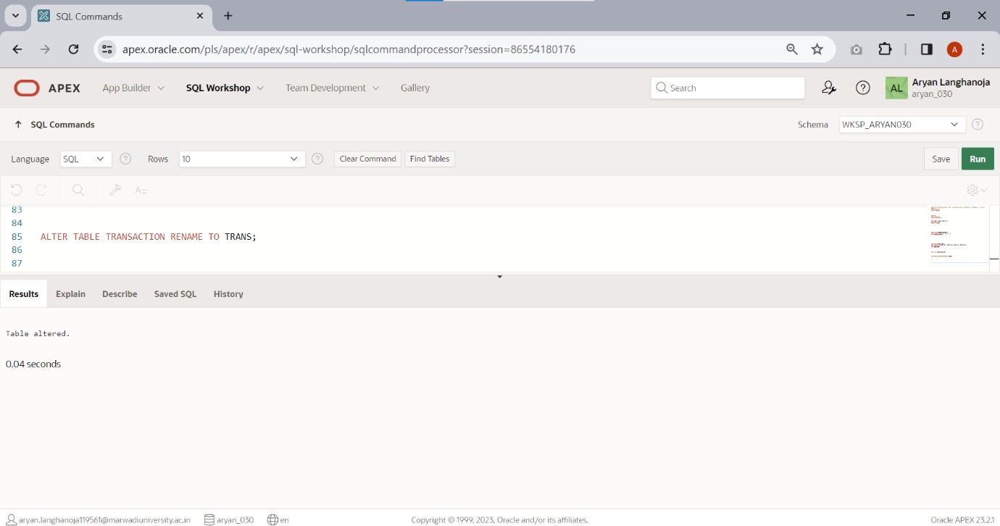 SQL Commands
apex.oracle.com/pls/apex/r/apex/sql-workshop/sqlcommandprocessor?session=86554180176
A
APEX App Builder SQL Workshop Team Development Gallery Search AL Aryan Langhanoja
aryan_030
SQL Commands Schema WKSP_ARYAN030
Language SQL Rows 10 Clear Command Find Tables Save Run
83
84
85 ALTER TABLE TRANSACTION RENAME TO TRANS;
86
87
Results Explain Describe Saved SQL History
Table altered.
0.04 seconds
aryan.langhanoja119561@marwadiuniversity.ac.in aryan_030 en Copyright © 1999, 2023, Oracle and/or its affiliates. Oracle APEX 23.2.1